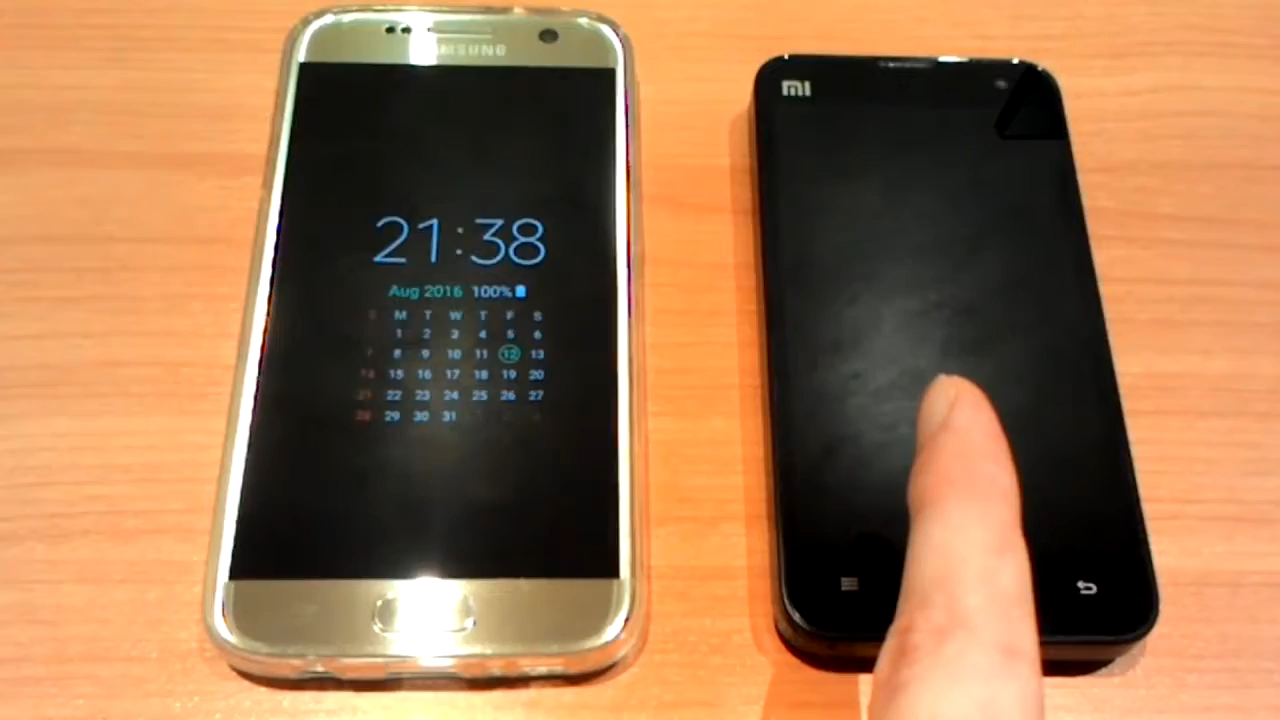 SAMSUNG
21:38
Aug 2016 100%
S M T W T F S
1 2 3 4 5 6
7 8 9 10 11 12 13
14 15 16 17 18 19 20
21 22 23 24 25 26 27
28 29 30 31
MI